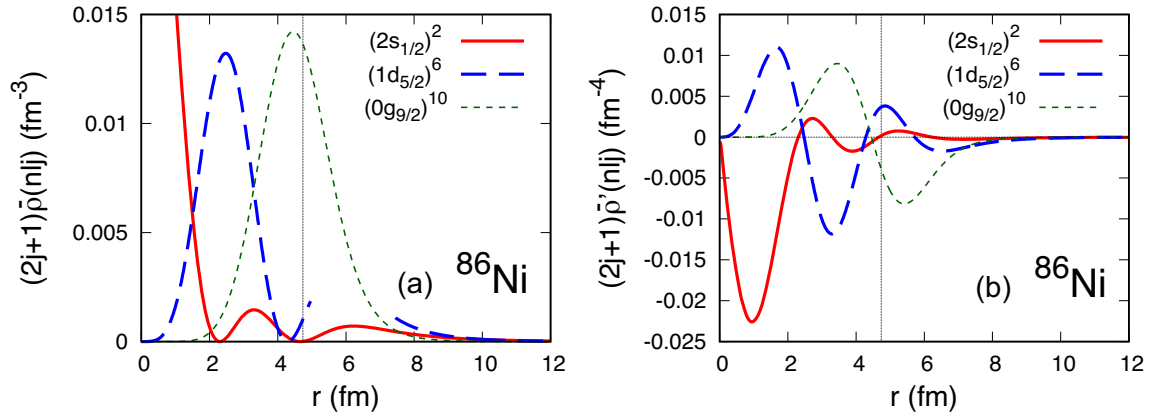 (2j+1)ρ̄(nlj) (fm⁻³)
0.015
0.01
0.005
0
(2s₁/₂)²
(1d₅/₂)⁶
(0g₉/₂)¹⁰
(a) ⁸⁶Ni
0 2 4 6 8 10 12
r (fm)
(2j+1)ρ̄'(nlj) (fm⁻⁴)
0.015
0.01
0.005
0
-0.005
-0.01
-0.015
-0.02
-0.025
(2s₁/₂)²
(1d₅/₂)⁶
(0g₉/₂)¹⁰
(b) ⁸⁶Ni
0 2 4 6 8 10 12
r (fm)